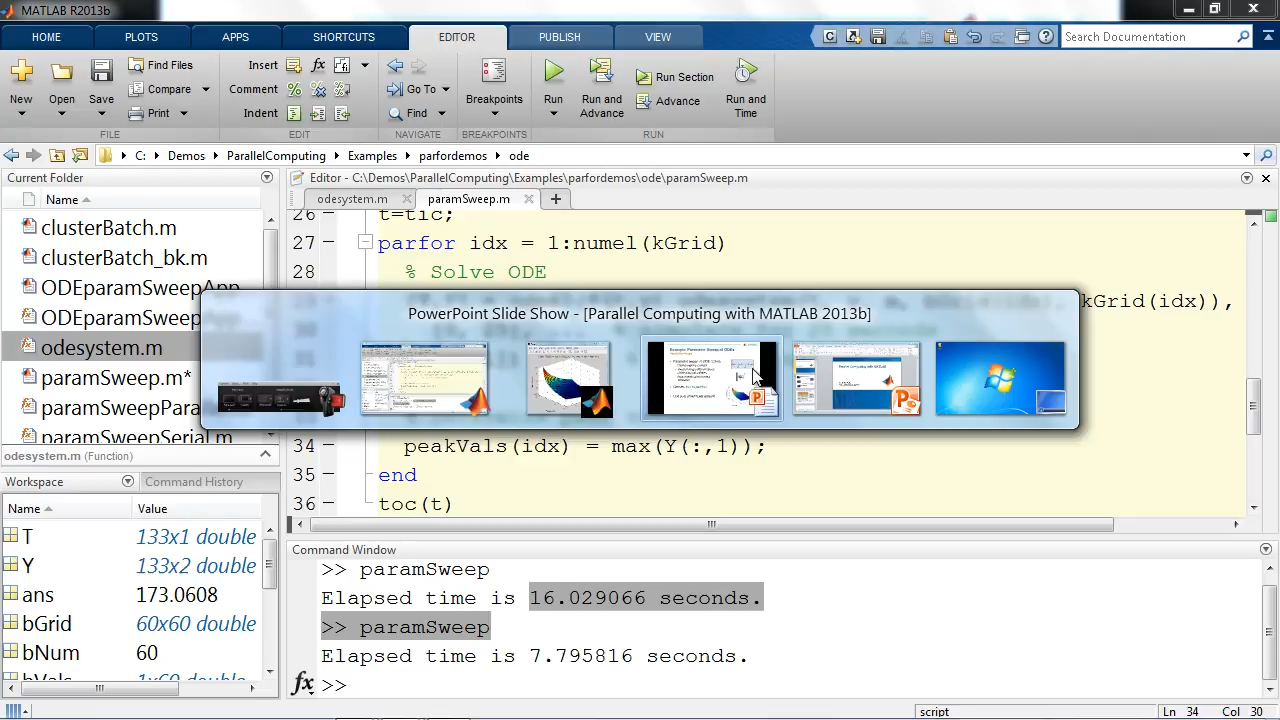 MATLAB R2013b
HOME PLOTS APPS SHORTCUTS EDITOR PUBLISH VIEW
Search Documentation
New Open Save
Find Files
Compare
Print
Insert
Comment
Indent
Go To
Find
Breakpoints
Run
Run and Advance
Run Section
Advance
Run and Time
FILE EDIT NAVIGATE BREAKPOINTS RUN
C: Demos ParallelComputing Examples parfordemos ode
Current Folder
Name
clusterBatch.m
clusterBatch_bk.m
ODEparamSweepApp
ODEparamSweepApp
odesystem.m
paramSweep.m*
paramSweepPara
paramSweepSerial.m
odesystem.m (Function)
Workspace
Command History
Name Value
T 133x1 double
Y 133x2 double
ans 173.0608
bGrid 60x60 double
bNum 60
bVals 1x60 double
Editor - C:\Demos\ParallelComputing\Examples\parfordemos\ode\paramSweep.m
odesystem.m paramSweep.m
26 t=tic;
27 parfor idx = 1:numel(kGrid)
28 % Solve ODE
kGrid(idx)),
PowerPoint Slide Show - [Parallel Computing with MATLAB 2013b]
34 peakVals(idx) = max(Y(:,1));
35 end
36 toc(t)
Command Window
>> paramSweep
Elapsed time is 16.029066 seconds.
>> paramSweep
Elapsed time is 7.795816 seconds.
fx >>
script Ln 34 Col 30